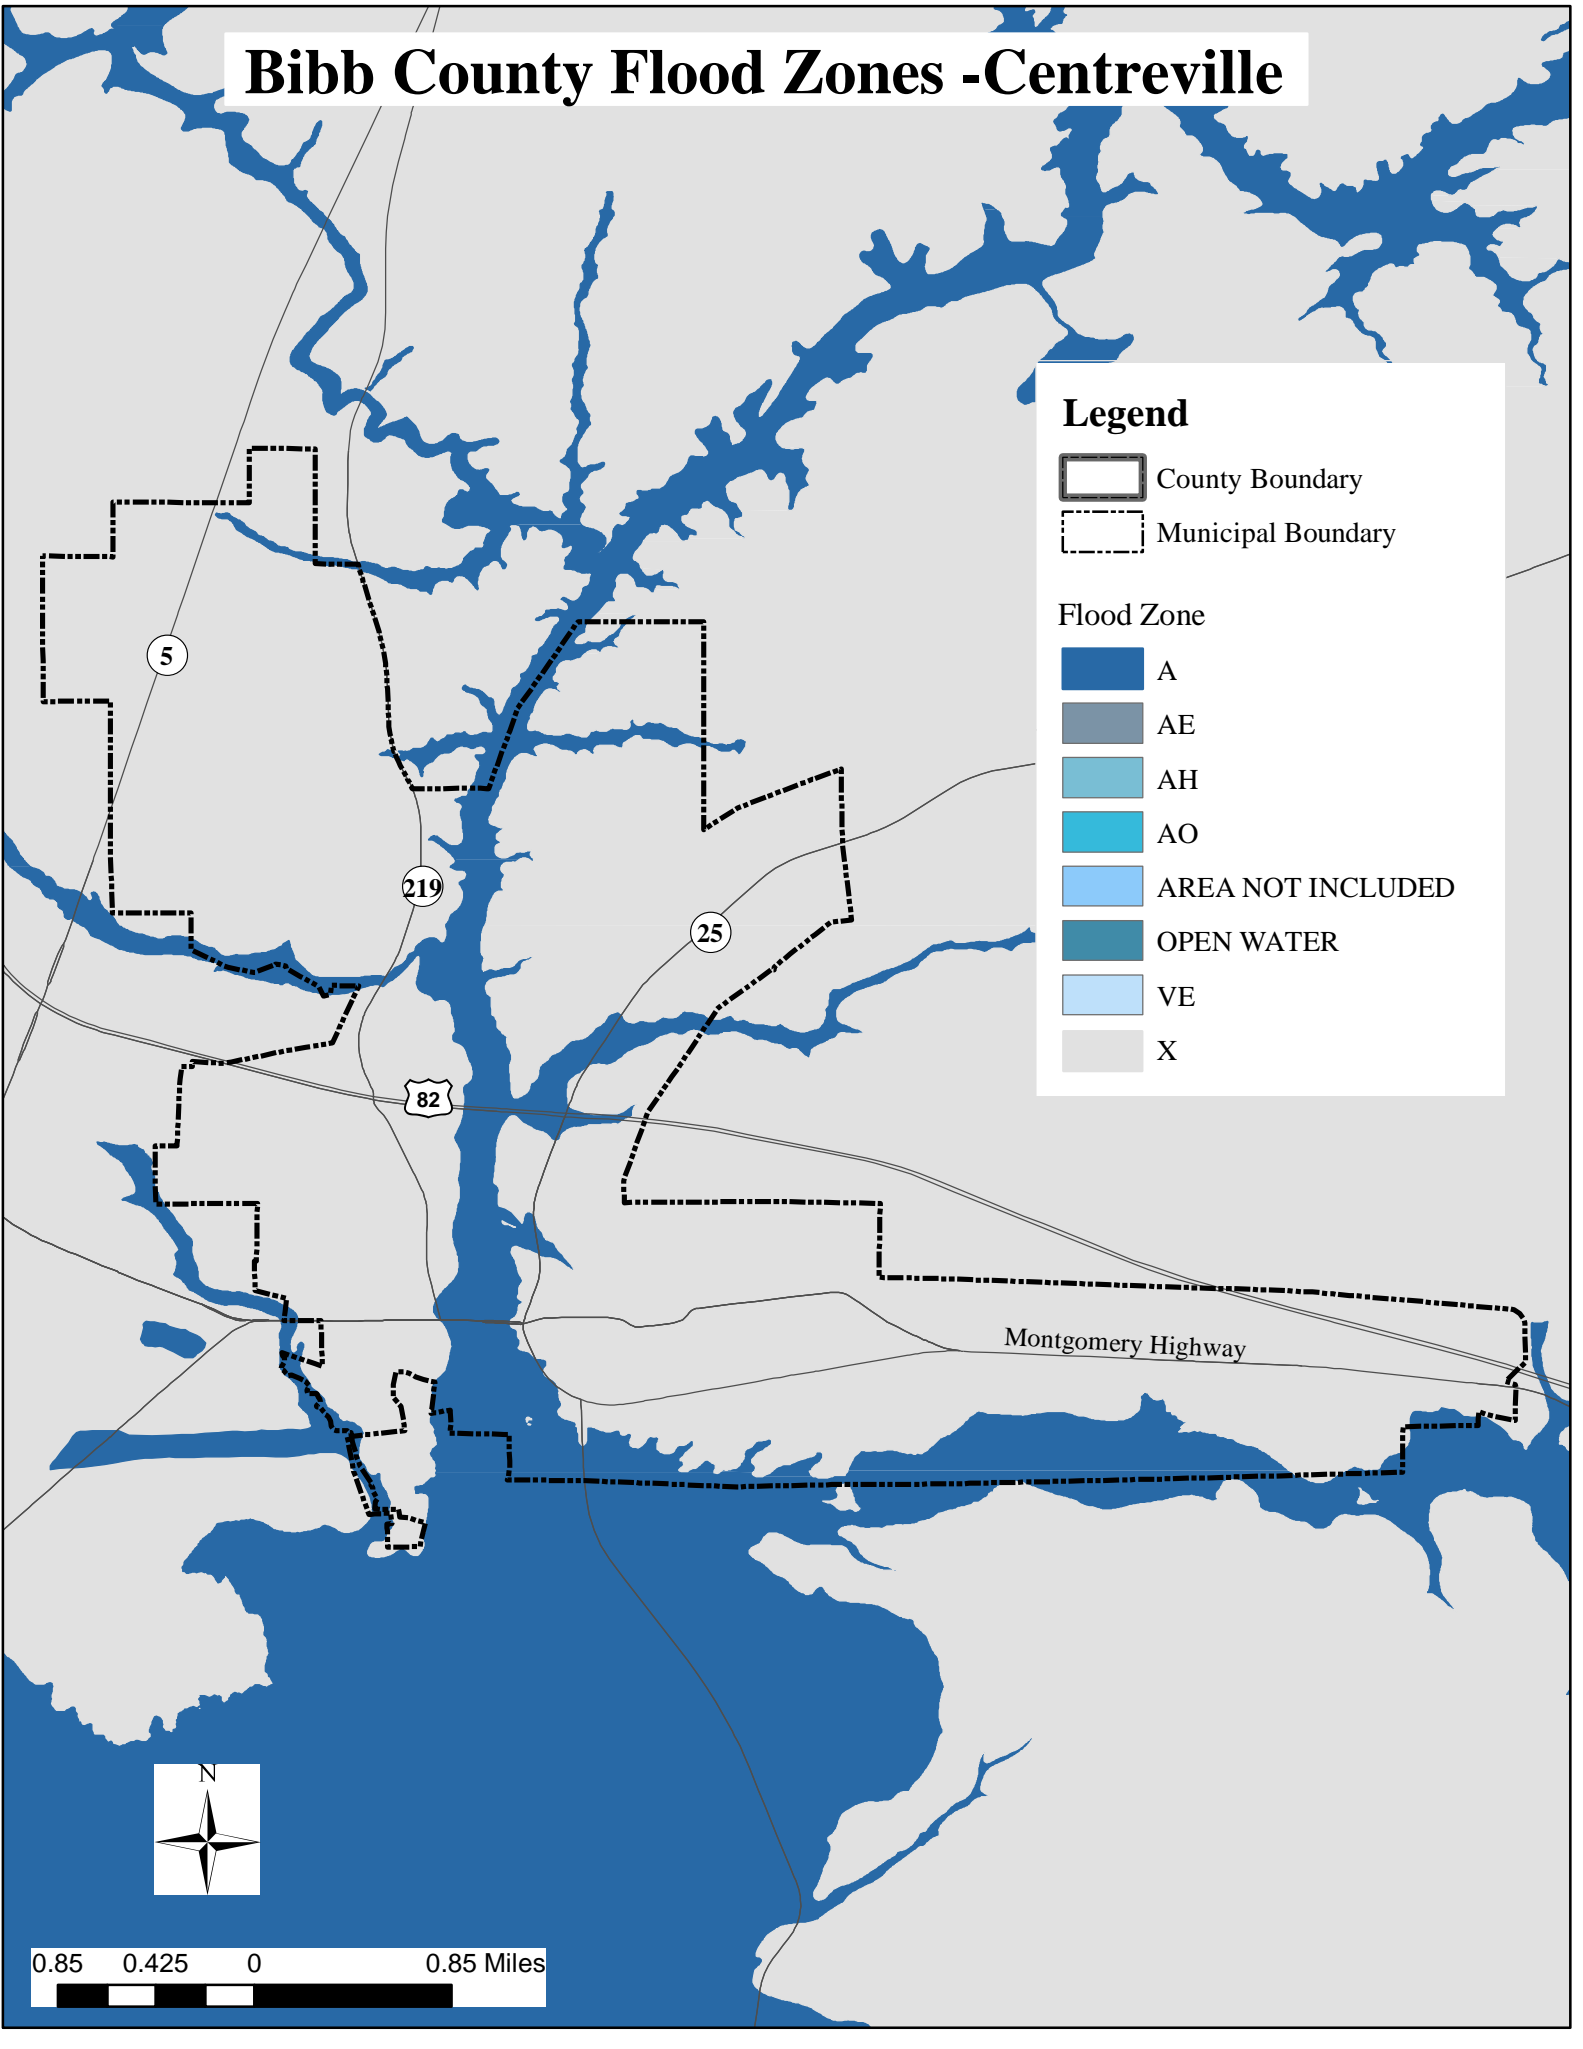 Bibb County Flood Zones -Centreville
Legend
County Boundary
Municipal Boundary
Flood Zone
A
AE
AH
AO
AREA NOT INCLUDED
OPEN WATER
VE
X
5
219
25
82
Montgomery Highway
N
0.85 0.425 0 0.85 Miles